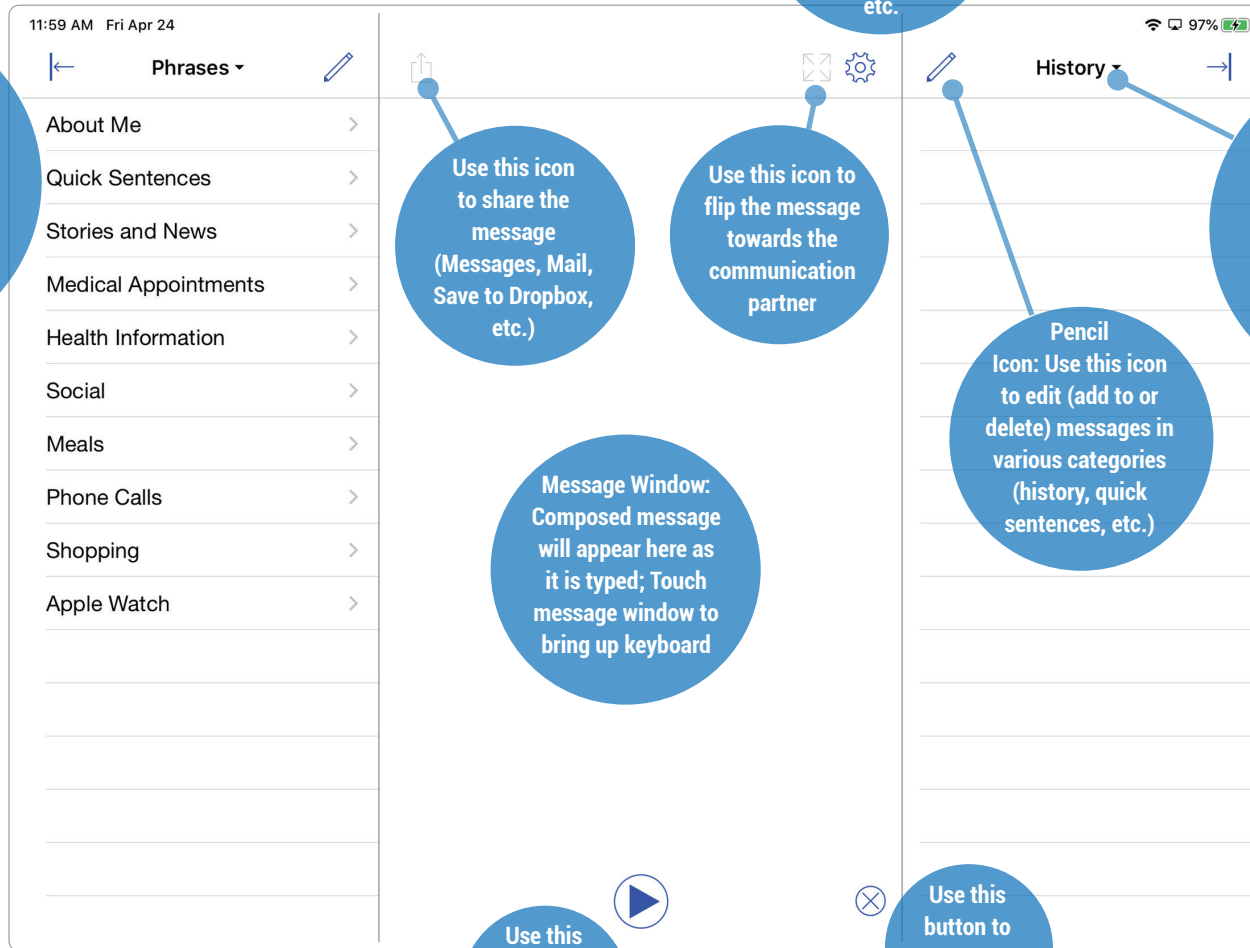 etc.
11:59 AM Fri Apr 24
97%
Phrases
History
About Me
Quick Sentences
Stories and News
Medical Appointments
Health Information
Social
Meals
Phone Calls
Shopping
Apple Watch
Use this icon
to share the
message
(Messages, Mail,
Save to Dropbox,
etc.)
Use this icon to
flip the message
towards the
communication
partner
Pencil
Icon: Use this icon
to edit (add to or
delete) messages in
various categories
(history, quick
sentences, etc.)
Message Window:
Composed message
will appear here as
it is typed; Touch
message window to
bring up keyboard
Use this
Use this
button to